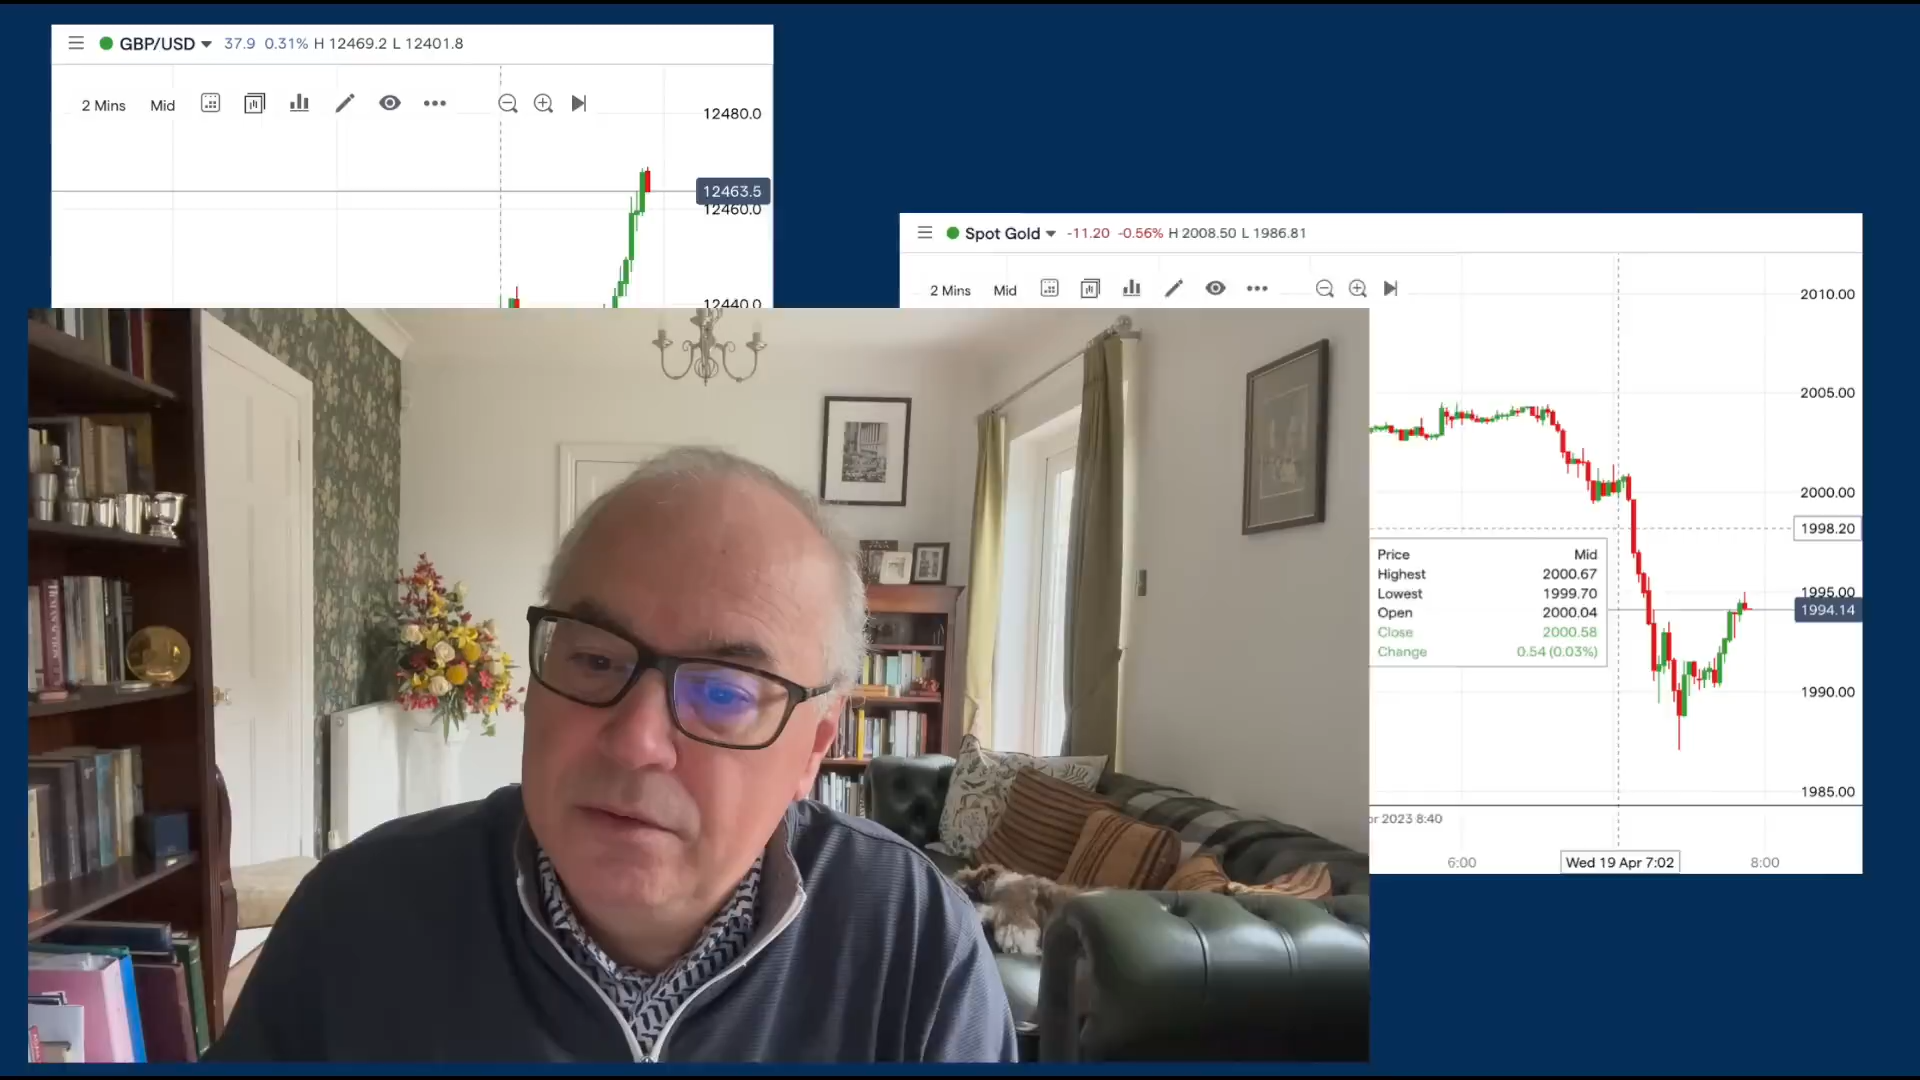 GBP/USD 37.9 0.31% H 12469.2 L 12401.8
2 Mins Mid
12480.0
12463.5
12460.0
12440.0
Spot Gold -11.20 -0.56% H 2008.50 L 1986.81
2 Mins Mid
2010.00
2005.00
2000.00
1998.20
1995.00
1994.14
1990.00
1985.00
Price Mid
Highest 2000.67
Lowest 1999.70
Open 2000.04
Close 2000.58
Change 0.54 (0.03%)
2023 8:40
6:00 Wed 19 Apr 7:02 8:00